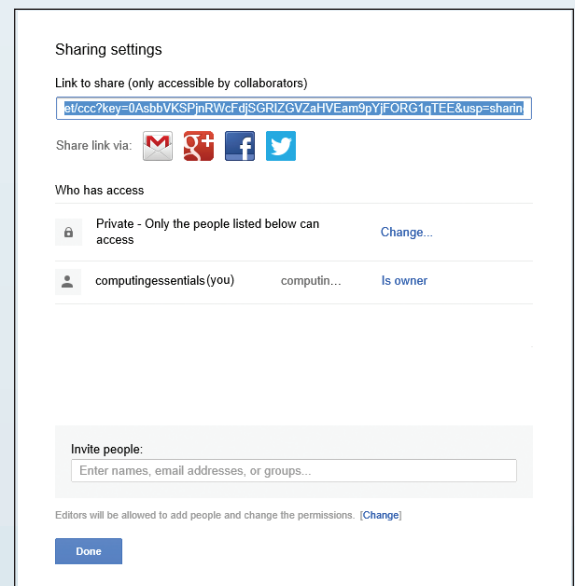 Sharing settings
Link to share (only accessible by collaborators)
et/ccc?key=0AsbbVKSPjnRWcFdjSGRIZGVZaHVEam9pYjFORG1qTEE&usp=sharin
Share link via:
Who has access
Private - Only the people listed below can
access
Change...
computingessentials (you) computin... Is owner
Invite people:
Enter names, email addresses, or groups...
Editors will be allowed to add people and change the permissions. [Change]
Done